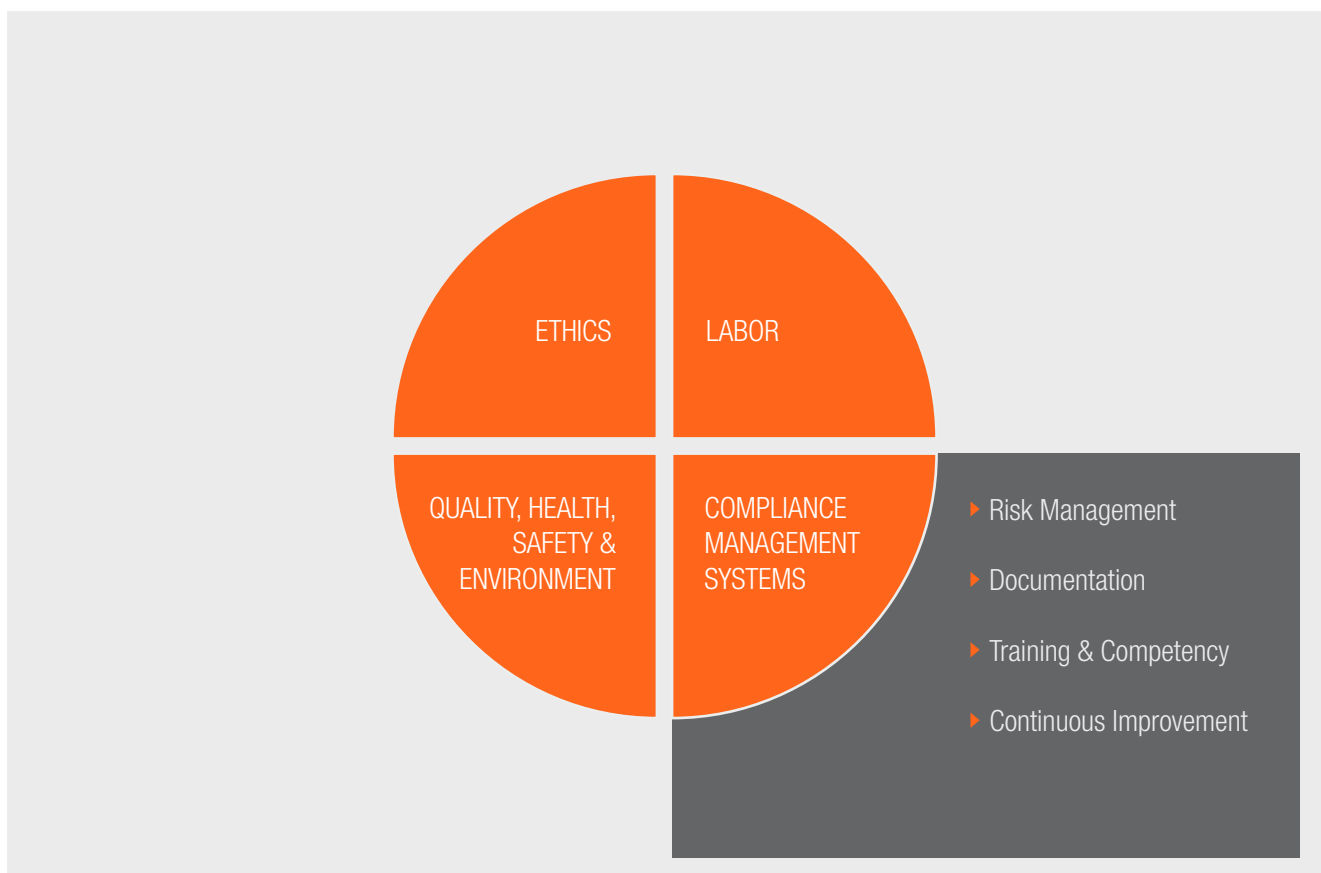 ETHICS
LABOR
QUALITY, HEALTH,
SAFETY &
ENVIRONMENT
COMPLIANCE
MANAGEMENT
SYSTEMS
Risk Management
Documentation
Training & Competency
Continuous Improvement